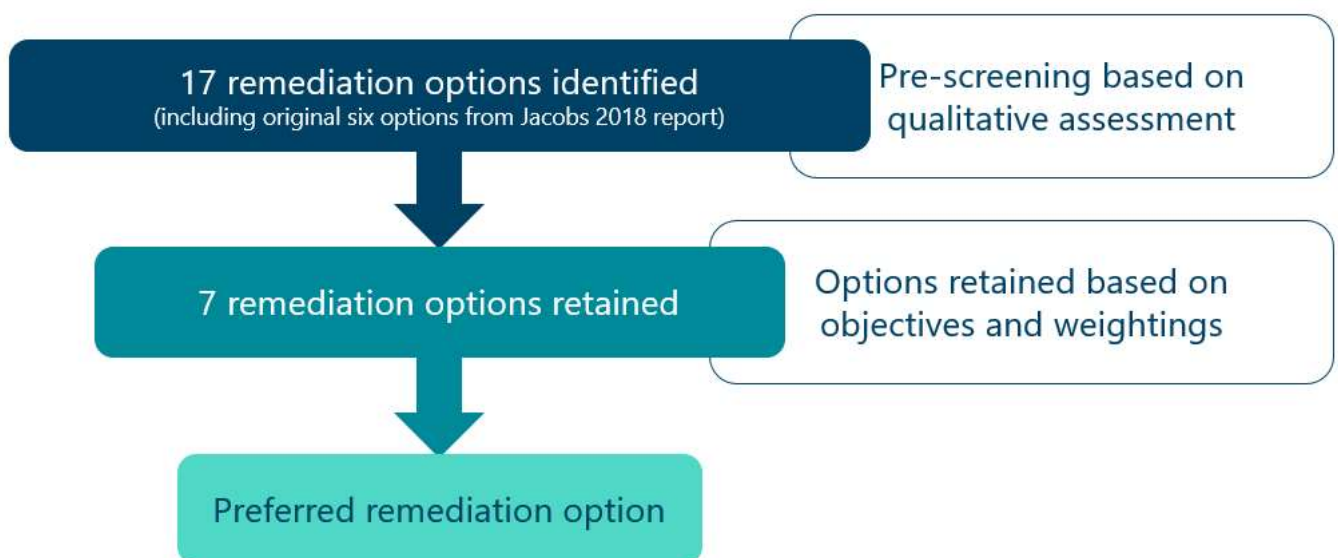 17 remediation options identified
(including original six options from Jacobs 2018 report)
Pre-screening based on
qualitative assessment
7 remediation options retained
Options retained based on
objectives and weightings
Preferred remediation option